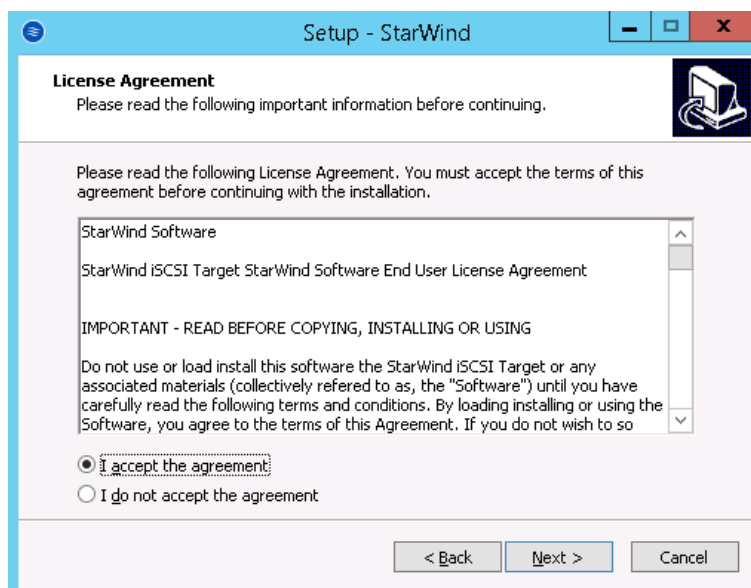 Setup - StarWind
License Agreement
Please read the following important information before continuing.
Please read the following License Agreement. You must accept the terms of this
agreement before continuing with the installation.
StarWind Software
StarWind iSCSI Target StarWind Software End User License Agreement
IMPORTANT - READ BEFORE COPYING, INSTALLING OR USING
Do not use or load install this software the StarWind iSCSI Target or any
associated materials (collectively refered to as, the "Software") until you have
carefully read the following terms and conditions. By loading installing or using the
Software, you agree to the terms of this Agreement. If you do not wish to so
I accept the agreement
I do not accept the agreement
< Back
Next >
Cancel